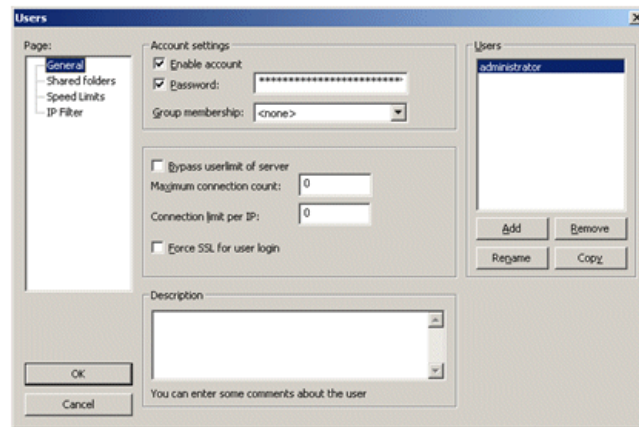 Users
Page:
General
Shared folders
Speed Limits
IP Filter
OK
Cancel
Account settings
Enable account
Password:
****************************
Group membership:
<none>
Bypass userlimit of server
Maximum connection count:
0
Connection limit per IP:
0
Force SSL for user login
Description
You can enter some comments about the user
Users
administrator
Add
Remove
Rename
Copy